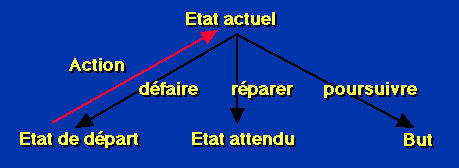 Etat actuel
Action
défaire réparer poursuivre
Etat de départ Etat attendu But